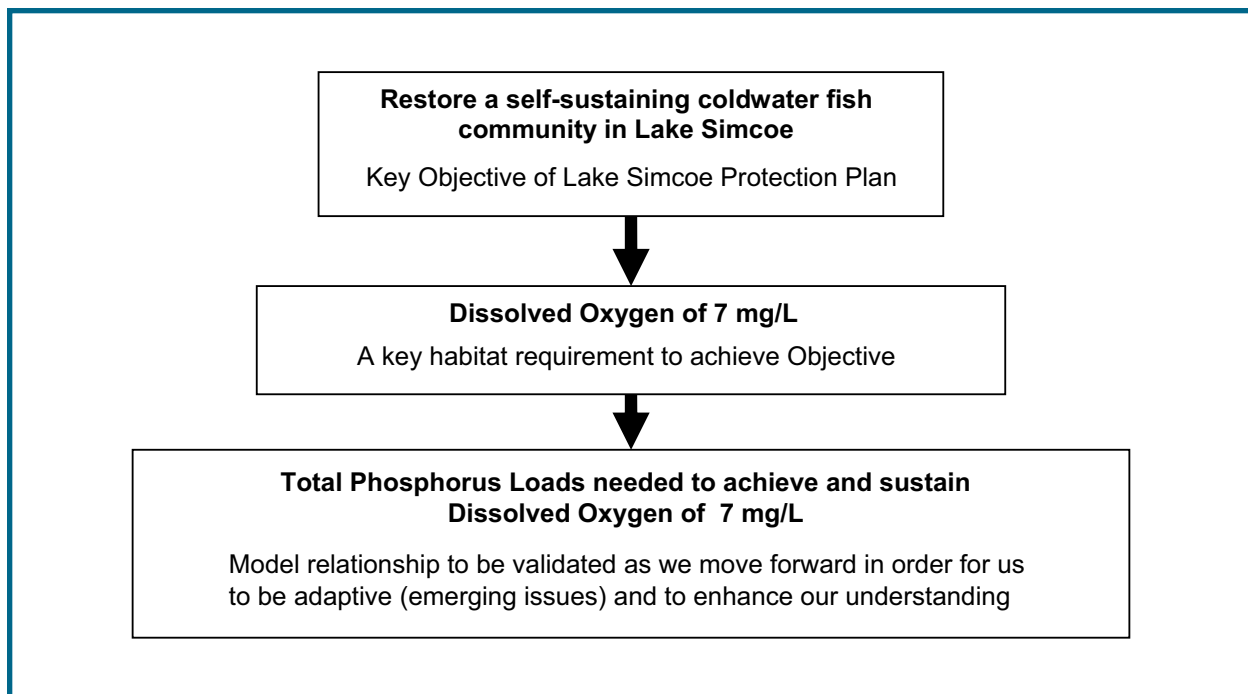 Restore a self-sustaining coldwater fish
community in Lake Simcoe
Key Objective of Lake Simcoe Protection Plan
Dissolved Oxygen of 7 mg/L
A key habitat requirement to achieve Objective
Total Phosphorus Loads needed to achieve and sustain
Dissolved Oxygen of 7 mg/L
Model relationship to be validated as we move forward in order for us
to be adaptive (emerging issues) and to enhance our understanding